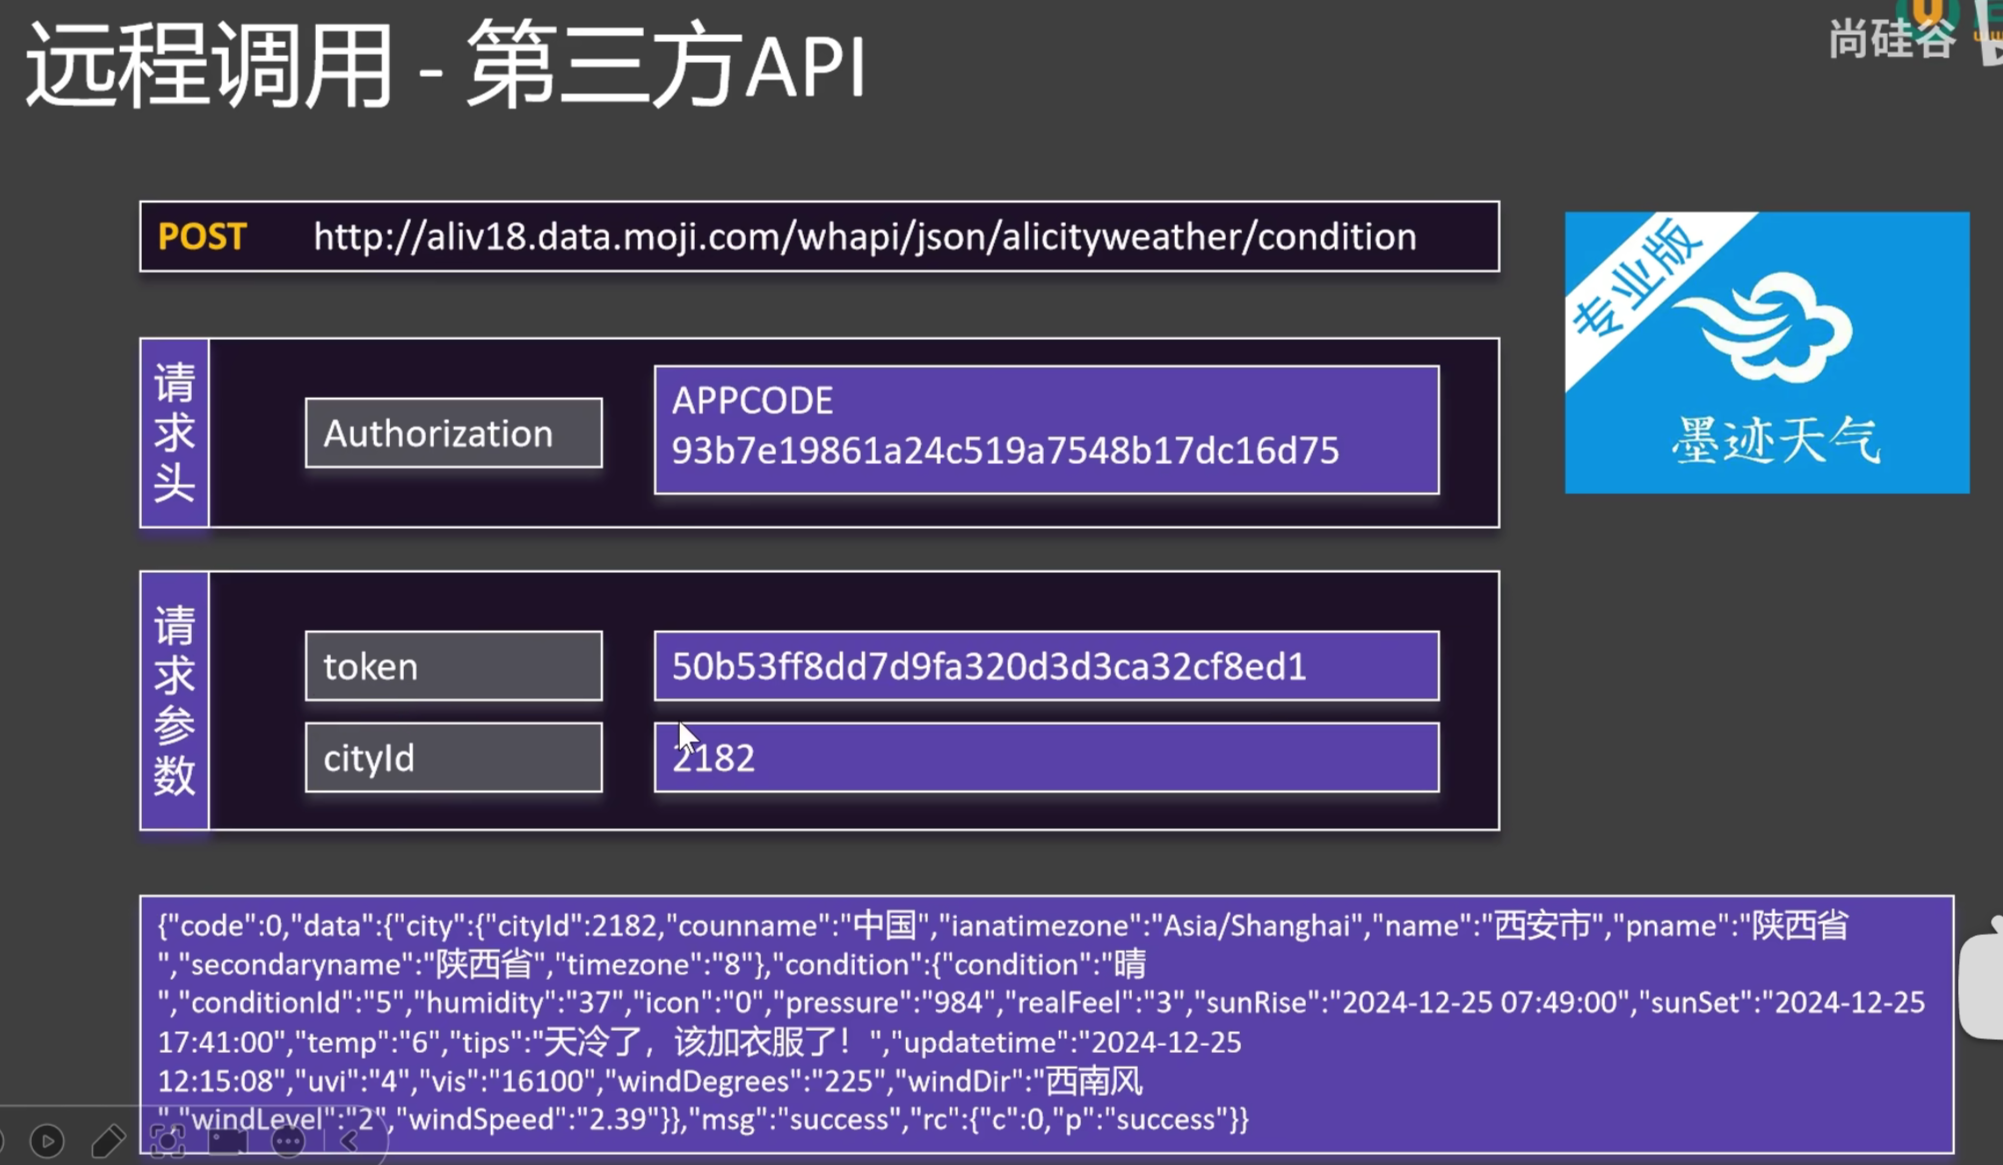 远程调用 - 第三方API
尚硅谷
POST http://aliv18.data.moji.com/whapi/json/alicityweather/condition
专业版
墨迹天气
请求头
Authorization
APPCODE
93b7e19861a24c519a7548b17dc16d75
请求参数
token
50b53ff8dd7d9fa320d3d3ca32cf8ed1
cityId
2182
{"code":0,"data":{"city":{"cityId":2182,"counname":"中国","ianatimezone":"Asia/Shanghai","name":"西安市","pname":"陕西省
","secondaryname":"陕西省","timezone":"8"},"condition":{"condition":"晴
","conditionId":"5","humidity":"37","icon":"0","pressure":"984","realFeel":"3","sunRise":"2024-12-25 07:49:00","sunSet":"2024-12-25
17:41:00","temp":"6","tips":"天冷了，该加衣服了！","updatetime":"2024-12-25
12:15:08","uvi":"4","vis":"16100","windDegrees":"225","windDir":"西南风
","windLevel":"2","windSpeed":"2.39"}},"msg":"success","rc":{"c":0,"p":"success"}}